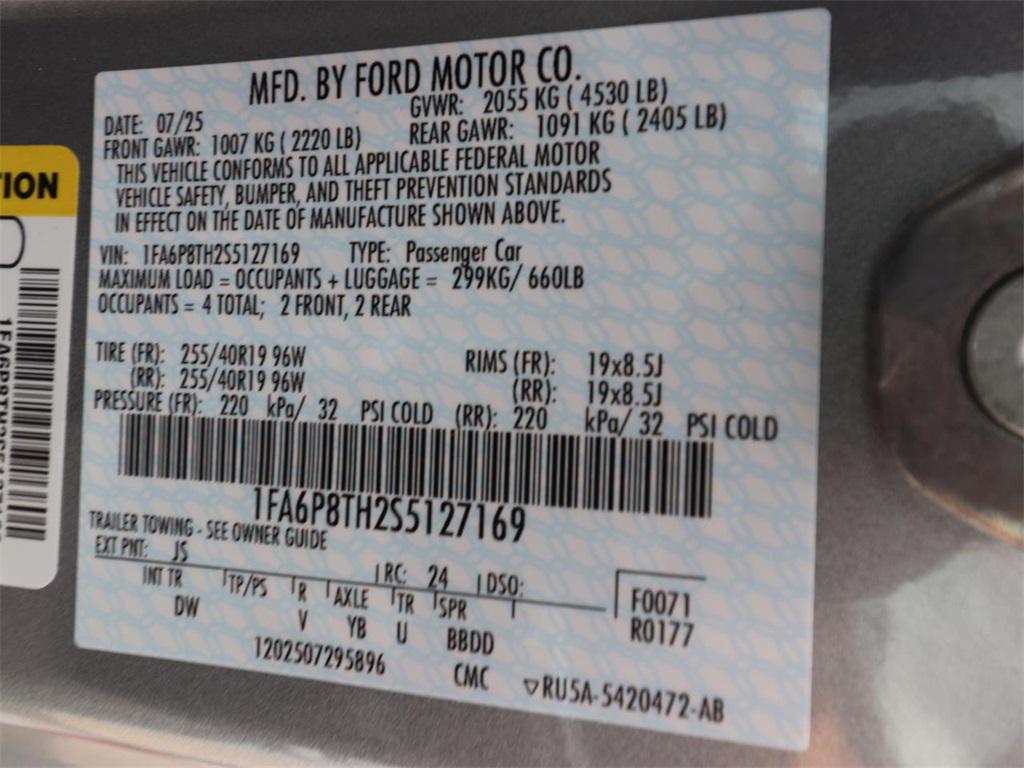 MFD. BY FORD MOTOR CO.
DATE: 07/25 GVWR: 2055 KG ( 4530 LB)
FRONT GAWR: 1007 KG ( 2220 LB) REAR GAWR: 1091 KG ( 2405 LB)
THIS VEHICLE CONFORMS TO ALL APPLICABLE FEDERAL MOTOR
VEHICLE SAFETY, BUMPER, AND THEFT PREVENTION STANDARDS
IN EFFECT ON THE DATE OF MANUFACTURE SHOWN ABOVE.
VIN: 1FA6P8TH2S5127169 TYPE: Passenger Car
MAXIMUM LOAD = OCCUPANTS + LUGGAGE = 299KG/ 660LB
OCCUPANTS = 4 TOTAL; 2 FRONT, 2 REAR
TIRE (FR): 255/40R19 96W RIMS (FR): 19x8.5J
(RR): 255/40R19 96W (RR): 19x8.5J
PRESSURE (FR): 220 kPa/ 32 PSI COLD (RR): 220 kPa/ 32 PSI COLD
1FA6P8TH2S5127169
TRAILER TOWING - SEE OWNER GUIDE
EXT PNT: JS RC: 24 DSO:
INT TR TP/PS R AXLE TR SPR F0071
DW V YB U BBDD R0177
1202507295896 CMC ▽RU5A-5420472-AB
TION